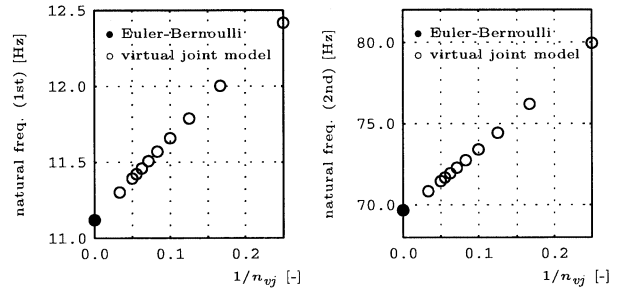 12.5
12.0
11.5
11.0
natural freq. (1st) [Hz]
● Euler-Bernoulli
○ virtual joint model
0.0
0.1
0.2
1/n_vj [-]
80.0
75.0
70.0
natural freq. (2nd) [Hz]
● Euler-Bernoulli
○ virtual joint model
0.0
0.1
0.2
1/n_vj [-]